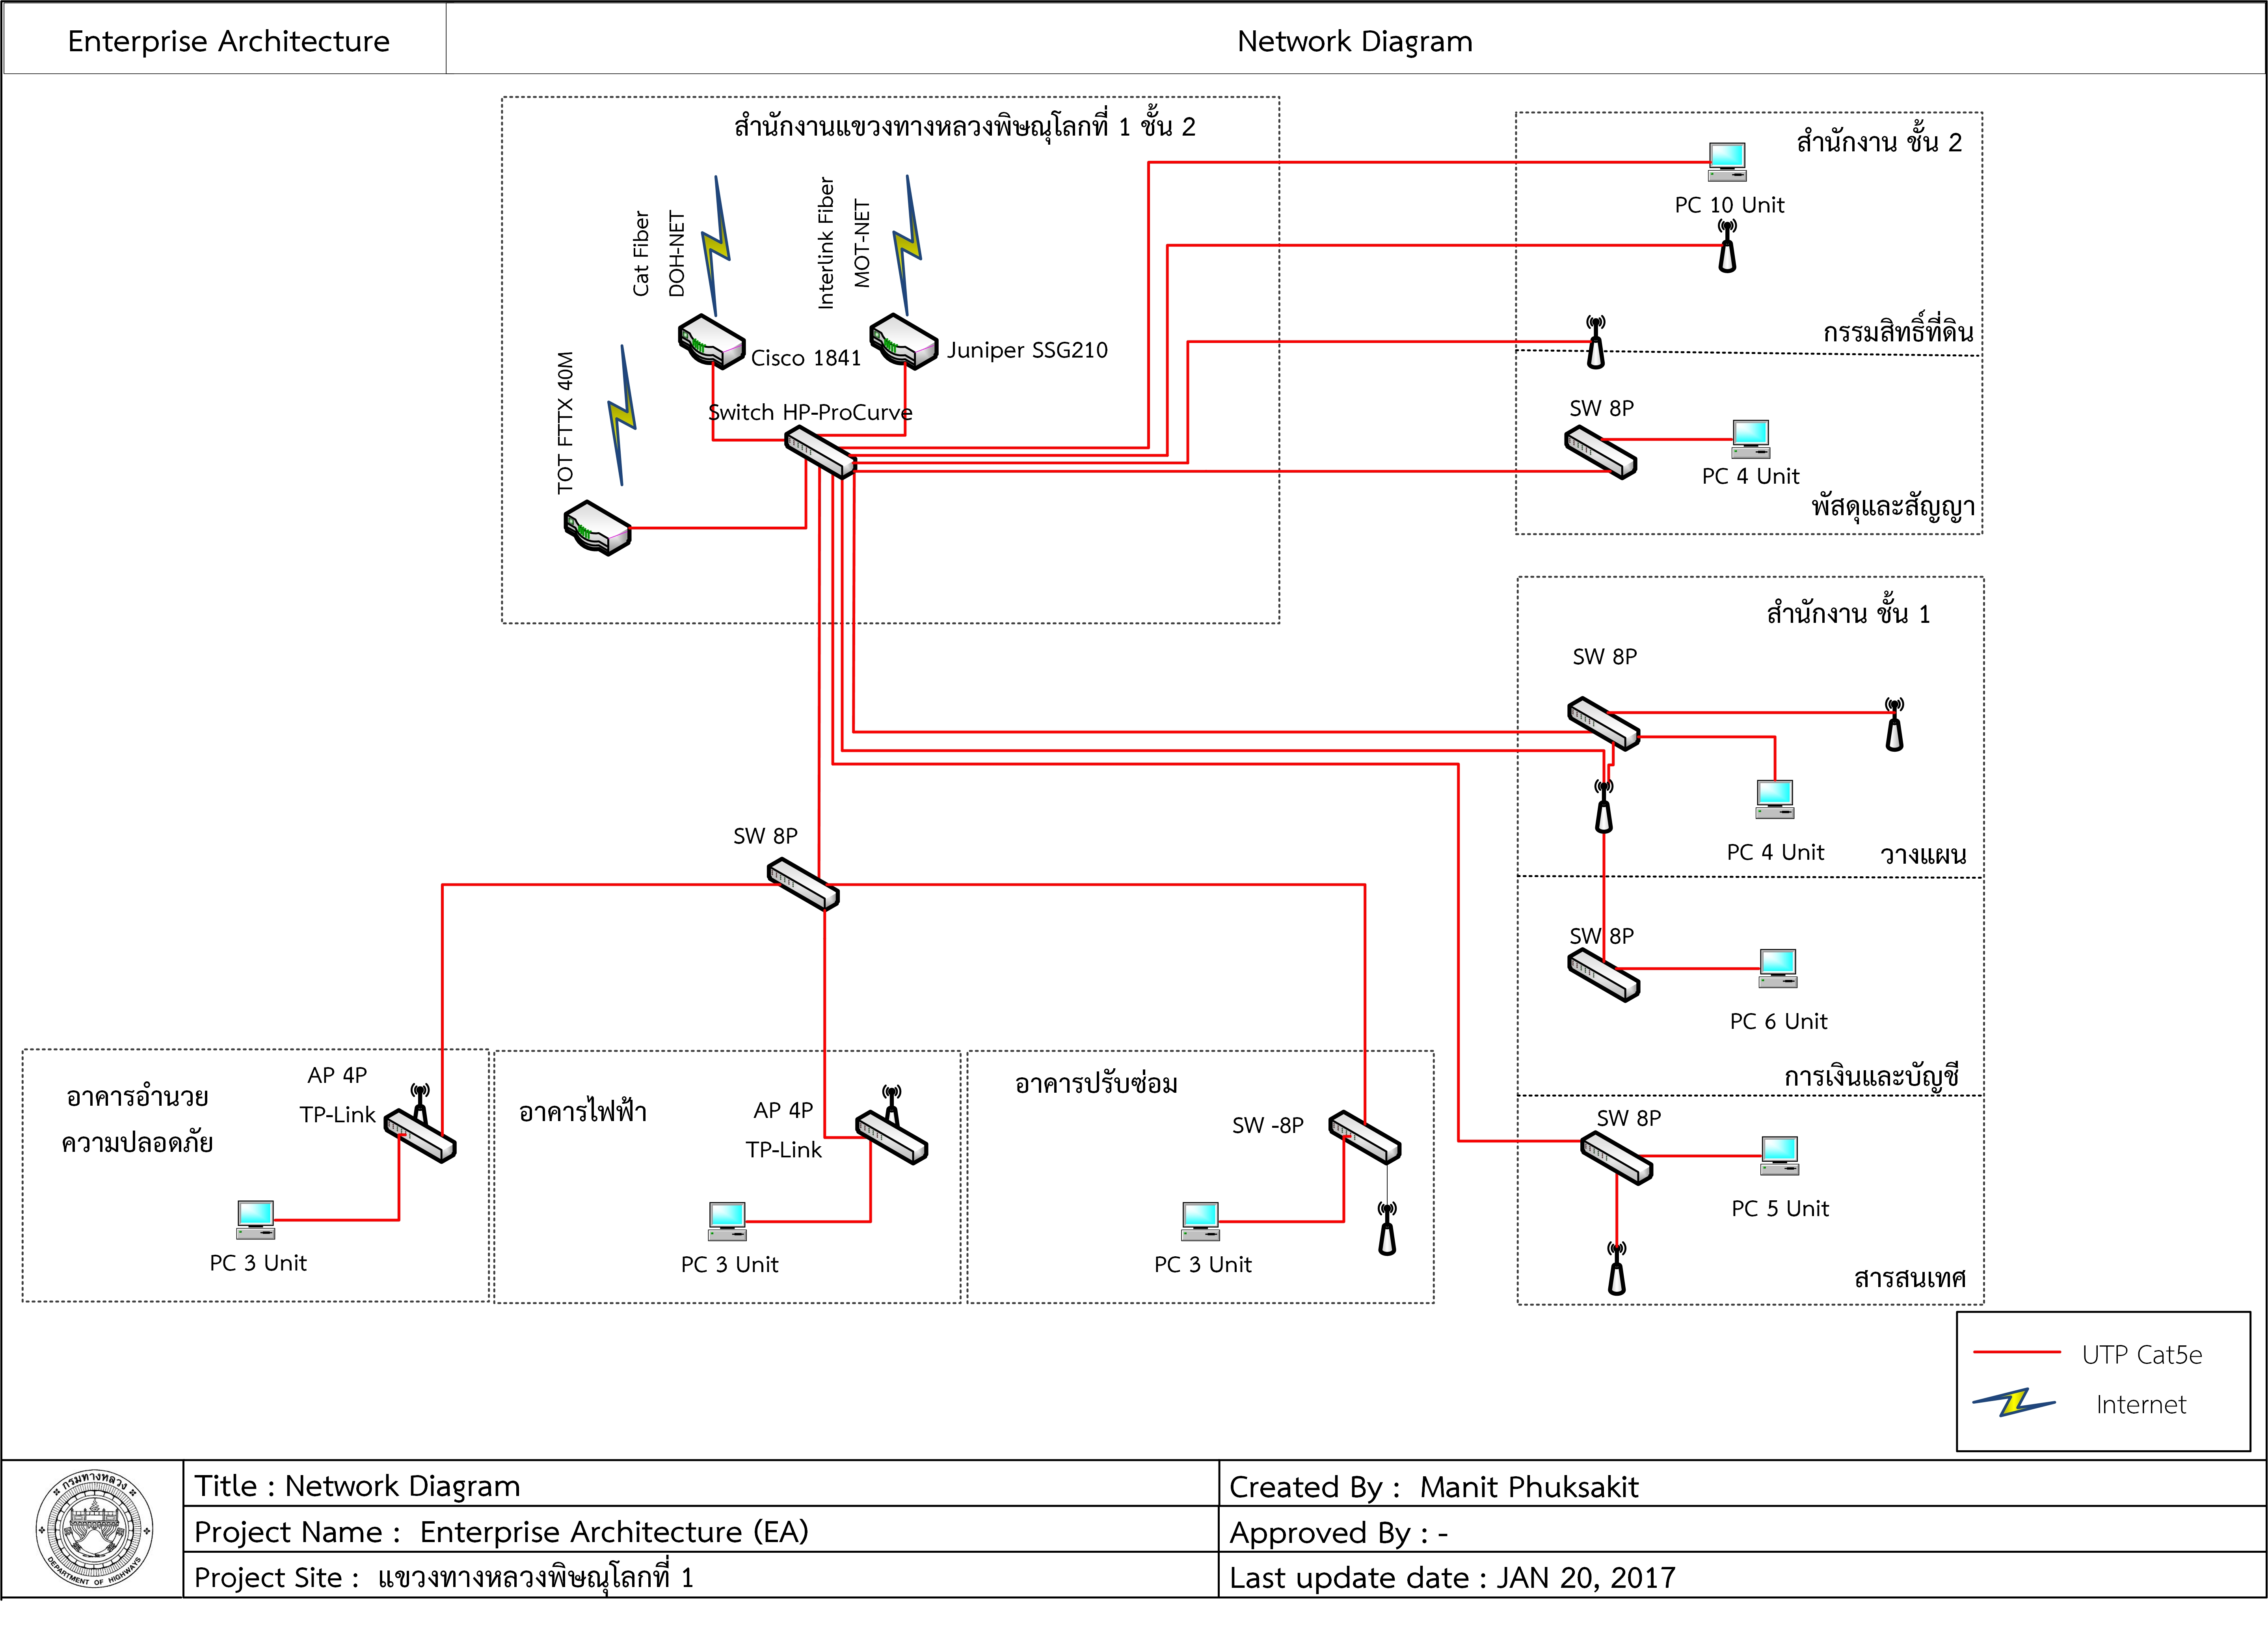 Enterprise Architecture
Network Diagram
สำนักงานแขวงทางหลวงพิษณุโลกที่ 1 ชั้น 2
Cat Fiber
DOH-NET
Interlink Fiber
MOT-NET
Cisco 1841
Juniper SSG210
TOT FTTX 40M
Switch HP-ProCurve
สำนักงาน ชั้น 2
PC 10 Unit
กรรมสิทธิ์ที่ดิน
SW 8P
PC 4 Unit
พัสดุและสัญญา
สำนักงาน ชั้น 1
SW 8P
PC 4 Unit
วางแผน
SW 8P
PC 6 Unit
การเงินและบัญชี
SW 8P
PC 5 Unit
สารสนเทศ
SW 8P
อาคารอำนวย
ความปลอดภัย
AP 4P
TP-Link
PC 3 Unit
อาคารไฟฟ้า
AP 4P
TP-Link
PC 3 Unit
อาคารปรับซ่อม
SW -8P
PC 3 Unit
UTP Cat5e
Internet
กรมทางหลวง
DEPARTMENT OF HIGHWAYS
Title : Network Diagram
Created By : Manit Phuksakit
Project Name : Enterprise Architecture (EA)
Approved By : -
Project Site : แขวงทางหลวงพิษณุโลกที่ 1
Last update date : JAN 20, 2017